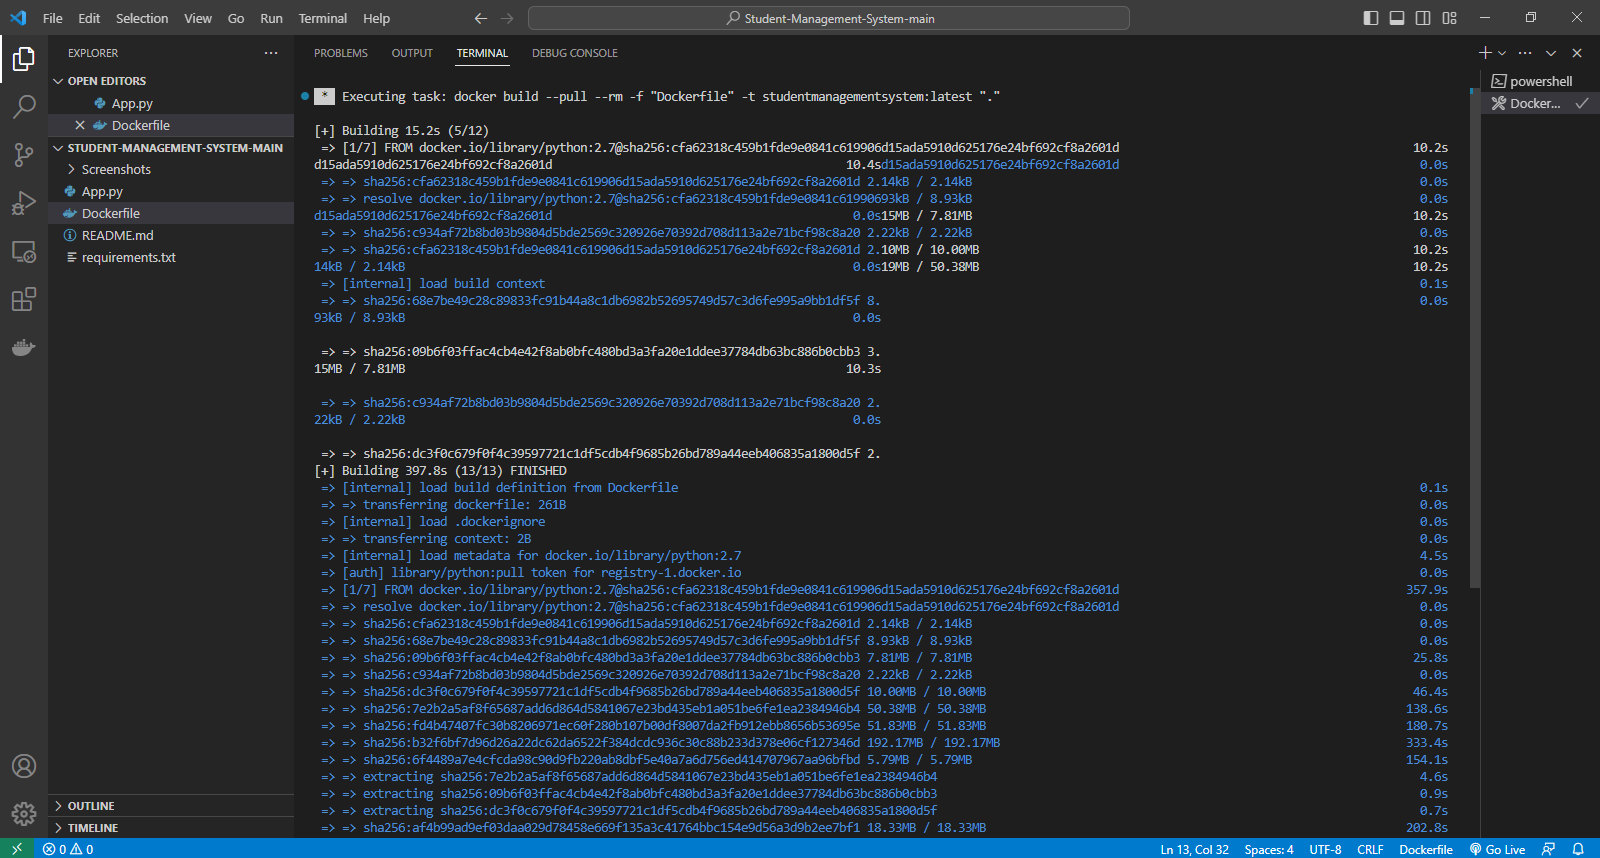 File Edit Selection View Go Run Terminal Help
Student-Management-System-main
EXPLORER
OPEN EDITORS
App.py
Dockerfile
STUDENT-MANAGEMENT-SYSTEM-MAIN
Screenshots
App.py
Dockerfile
README.md
requirements.txt
OUTLINE
TIMELINE
PROBLEMS OUTPUT TERMINAL DEBUG CONSOLE
powershell
Docker...
* Executing task: docker build --pull --rm -f "Dockerfile" -t studentmanagementsystem:latest "."
[+] Building 15.2s (5/12)
=> [1/7] FROM docker.io/library/python:2.7@sha256:cfa62318c459b1fde9e0841c619906d15ada5910d625176e24bf692cf8a2601d 10.2s
d15ada5910d625176e24bf692cf8a2601d 10.4sd15ada5910d625176e24bf692cf8a2601d 0.0s
=> => sha256:cfa62318c459b1fde9e0841c619906d15ada5910d625176e24bf692cf8a2601d 2.14kB / 2.14kB 0.0s
=> => resolve docker.io/library/python:2.7@sha256:cfa62318c459b1fde9e0841c61990693kB / 8.93kB 0.0s
d15ada5910d625176e24bf692cf8a2601d 0.0s15MB / 7.81MB 10.2s
=> => sha256:c934af72b8bd03b9804d5bde2569c320926e70392d708d113a2e71bcf98c8a20 2.22kB / 2.22kB 0.0s
=> => sha256:cfa62318c459b1fde9e0841c619906d15ada5910d625176e24bf692cf8a2601d 2.10MB / 10.00MB 10.2s
14kB / 2.14kB 0.0s19MB / 50.38MB 10.2s
=> [internal] load build context 0.1s
=> => sha256:68e7be49c28c89833fc91b44a8c1db6982b52695749d57c3d6fe995a9bb1df5f 8. 0.0s
93kB / 8.93kB 0.0s
=> => sha256:09b6f03ffac4cb4e42f8ab0bfc480bd3a3fa20e1ddee37784db63bc886b0cbb3 3.
15MB / 7.81MB 10.3s
=> => sha256:c934af72b8bd03b9804d5bde2569c320926e70392d708d113a2e71bcf98c8a20 2.
22kB / 2.22kB 0.0s
=> => sha256:dc3f0c679f0f4c39597721c1df5cdb4f9685b26bd789a44eeb406835a1800d5f 2.
[+] Building 397.8s (13/13) FINISHED
=> [internal] load build definition from Dockerfile 0.1s
=> => transferring dockerfile: 261B 0.0s
=> [internal] load .dockerignore 0.0s
=> => transferring context: 2B 0.0s
=> [internal] load metadata for docker.io/library/python:2.7 4.5s
=> [auth] library/python:pull token for registry-1.docker.io 0.0s
=> [1/7] FROM docker.io/library/python:2.7@sha256:cfa62318c459b1fde9e0841c619906d15ada5910d625176e24bf692cf8a2601d 357.9s
=> => resolve docker.io/library/python:2.7@sha256:cfa62318c459b1fde9e0841c619906d15ada5910d625176e24bf692cf8a2601d 0.0s
=> => sha256:cfa62318c459b1fde9e0841c619906d15ada5910d625176e24bf692cf8a2601d 2.14kB / 2.14kB 0.0s
=> => sha256:68e7be49c28c89833fc91b44a8c1db6982b52695749d57c3d6fe995a9bb1df5f 8.93kB / 8.93kB 0.0s
=> => sha256:09b6f03ffac4cb4e42f8ab0bfc480bd3a3fa20e1ddee37784db63bc886b0cbb3 7.81MB / 7.81MB 25.8s
=> => sha256:c934af72b8bd03b9804d5bde2569c320926e70392d708d113a2e71bcf98c8a20 2.22kB / 2.22kB 0.0s
=> => sha256:dc3f0c679f0f4c39597721c1df5cdb4f9685b26bd789a44eeb406835a1800d5f 10.00MB / 10.00MB 46.4s
=> => sha256:7e2b2a5af8f65687add6d864d5841067e23bd435eb1a051be6fe1ea2384946b4 50.38MB / 50.38MB 138.6s
=> => sha256:fd4b47407fc30b8206971ec60f280b107b00df8007da2fb912ebb8656b53695e 51.83MB / 51.83MB 180.7s
=> => sha256:b32f6bf7d96d26a22dc62da6522f384dcdc936c30c88b233d378e06cf127346d 192.17MB / 192.17MB 333.4s
=> => sha256:6f4489a7e4cfcda98c90d9fb220ab8dbf5e40a7a6d756ed414707967aa96bfbd 5.79MB / 5.79MB 154.1s
=> => extracting sha256:7e2b2a5af8f65687add6d864d5841067e23bd435eb1a051be6fe1ea2384946b4 4.6s
=> => extracting sha256:09b6f03ffac4cb4e42f8ab0bfc480bd3a3fa20e1ddee37784db63bc886b0cbb3 0.9s
=> => extracting sha256:dc3f0c679f0f4c39597721c1df5cdb4f9685b26bd789a44eeb406835a1800d5f 0.7s
=> => sha256:af4b99ad9ef03daa029d78458e669f135a3c41764bbc154e9d56a3d9b2ee7bf1 18.33MB / 18.33MB 202.8s
0 0
Ln 13, Col 32 Spaces: 4 UTF-8 CRLF Dockerfile Go Live